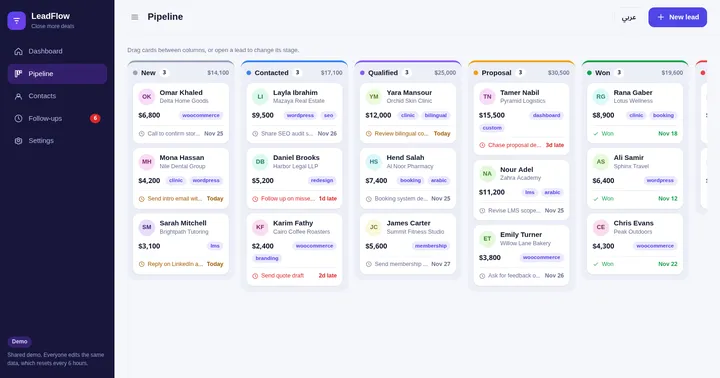 LeadFlow
Close more deals
Dashboard
Pipeline
Contacts
Follow-ups 6
Settings
Demo
Shared demo. Everyone edits the same
data, which resets every 6 hours.
Pipeline
عربي
New lead
Drag cards between columns, or open a lead to change its stage.
New 3 $14,100
OK Omar Khaled
Delta Home Goods
$6,800 woocommerce
Call to confirm stor... Nov 25
MH Mona Hassan
Nile Dental Group
$4,200 clinic wordpress
Send intro email wit... Today
SM Sarah Mitchell
Brightpath Tutoring
$3,100 lms
Reply on LinkedIn a... Today
Contacted 3 $17,100
LI Layla Ibrahim
Mazaya Real Estate
$9,500 wordpress seo
Share SEO audit s... Nov 26
DB Daniel Brooks
Harbor Legal LLP
$5,200 redesign
Follow up on misse... 1d late
KF Karim Fathy
Cairo Coffee Roasters
$2,400 woocommerce
branding
Send quote draft 2d late
Qualified 3 $25,000
YM Yara Mansour
Orchid Skin Clinic
$12,000 clinic bilingual
Review bilingual co... Today
HS Hend Salah
Al Noor Pharmacy
$7,400 booking arabic
Booking system de... Nov 25
JC James Carter
Summit Fitness Studio
$5,600 membership
Send membership ... Nov 27
Proposal 3 $30,500
TN Tamer Nabil
Pyramid Logistics
$15,500 dashboard
custom
Chase proposal de... 3d late
NA Nour Adel
Zahra Academy
$11,200 lms arabic
Revise LMS scope... Nov 25
ET Emily Turner
Willow Lane Bakery
$3,800 woocommerce
Ask for feedback o... Nov 26
Won 3 $19,600
RG Rana Gaber
Lotus Wellness
$8,900 clinic booking
Won Nov 18
AS Ali Samir
Sphinx Travel
$6,400 wordpress
Won Nov 12
CE Chris Evans
Peak Outdoors
$4,300 woocommerce
Won Nov 22